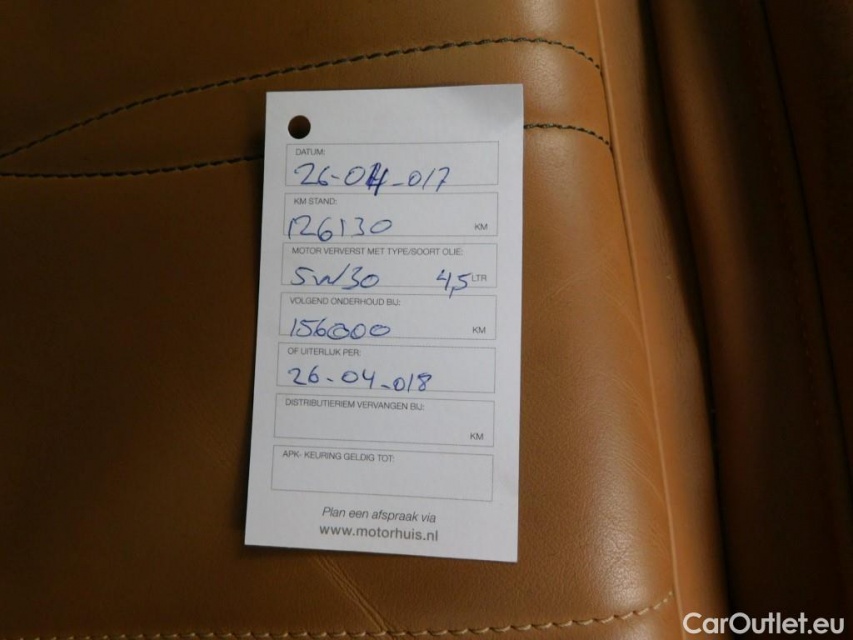 DATUM:
26-04-017
KM STAND:
126130 KM
MOTOR VERVERST MET TYPE/SOORT OLIE:
5W30 4,5 LTR
VOLGEND ONDERHOUD BIJ:
156000 KM
OF UITERLIJK PER:
26-04-018
DISTRIBUTIERIEM VERVANGEN BIJ:
KM
APK- KEURING GELDIG TOT:
Plan een afspraak via
www.motorhuis.nl
CarOutlet.eu